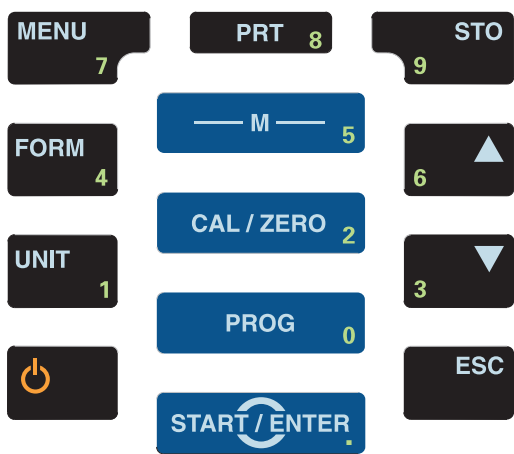 MENU 7
PRT 8
STO 9
M 5
FORM 4
6
CAL / ZERO 2
UNIT 1
3
PROG 0
ESC
START / ENTER .